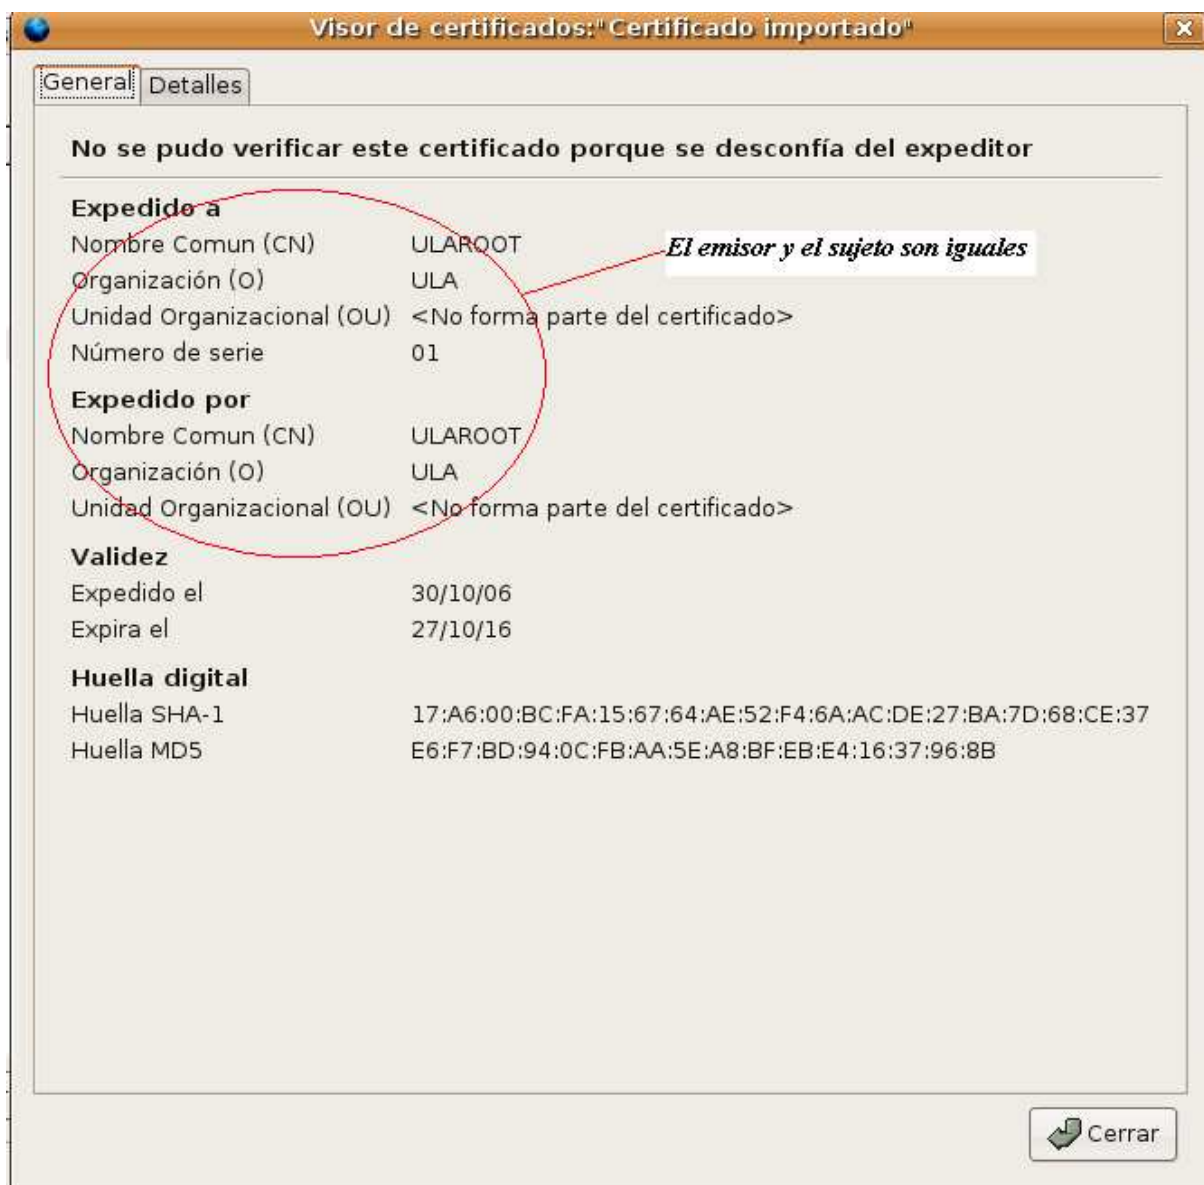 Visor de certificados:"Certificado importado"
General Detalles
No se pudo verificar este certificado porque se desconfía del expeditor
Expedido a
Nombre Comun (CN) ULAROOT
El emisor y el sujeto son iguales
Organización (O) ULA
Unidad Organizacional (OU) <No forma parte del certificado>
Número de serie 01
Expedido por
Nombre Comun (CN) ULAROOT
Organización (O) ULA
Unidad Organizacional (OU) <No forma parte del certificado>
Validez
Expedido el 30/10/06
Expira el 27/10/16
Huella digital
Huella SHA-1 17:A6:00:BC:FA:15:67:64:AE:52:F4:6A:AC:DE:27:BA:7D:68:CE:37
Huella MD5 E6:F7:BD:94:0C:FB:AA:5E:A8:BF:EB:E4:16:37:96:8B
Cerrar